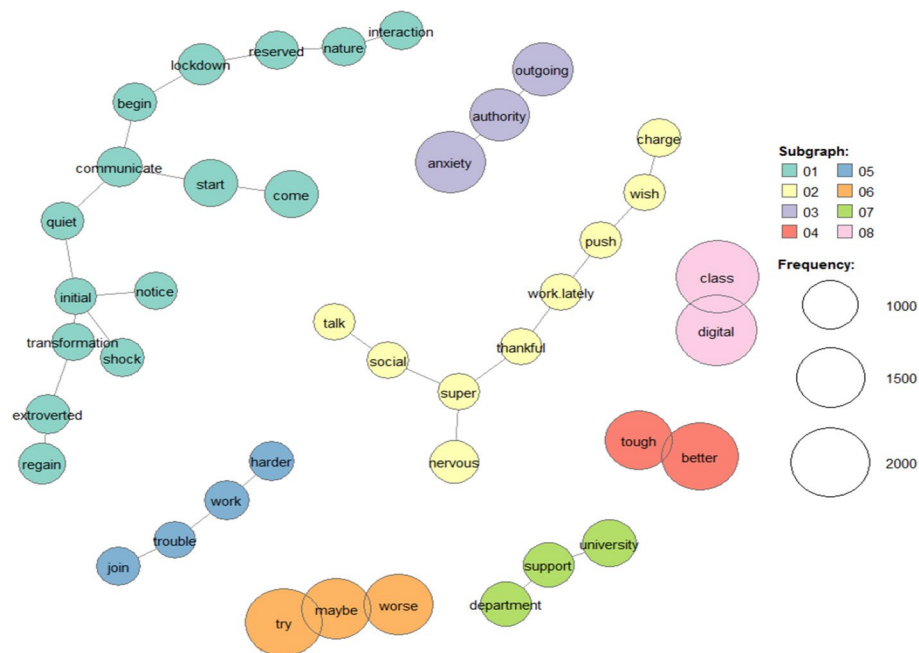 interaction
reserved
nature
lockdown
begin
communicate
start
come
quiet
initial
notice
transformation
shock
extroverted
regain
outgoing
authority
anxiety
charge
wish
push
work.lately
talk
social
thankful
super
nervous
class
digital
tough
better
harder
work
trouble
join
university
support
department
try
maybe
worse
Subgraph:
01 05
02 06
03 07
04 08
Frequency:
1000
1500
2000